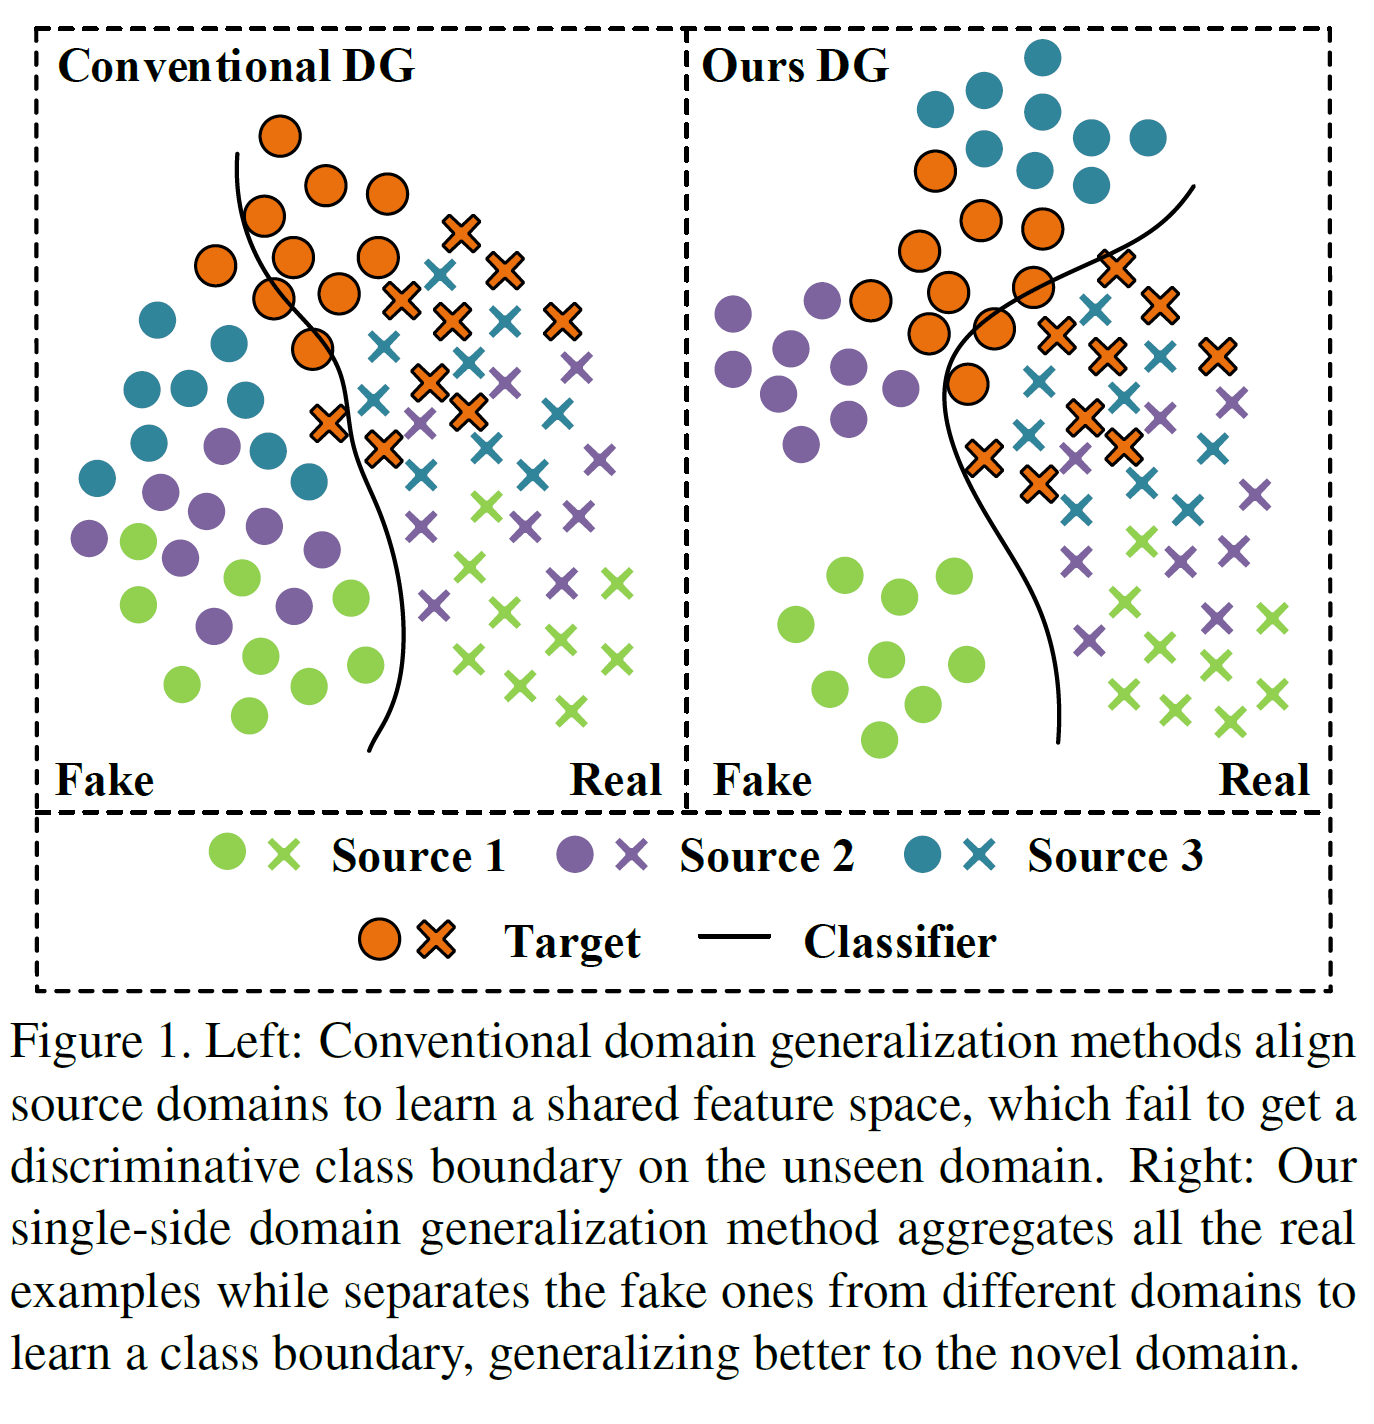 Conventional DG
Ours DG
Fake
Real
Fake
Real
Source 1
Source 2
Source 3
Target
Classifier
Figure 1. Left: Conventional domain generalization methods align
source domains to learn a shared feature space, which fail to get a
discriminative class boundary on the unseen domain. Right: Our
single-side domain generalization method aggregates all the real
examples while separates the fake ones from different domains to
learn a class boundary, generalizing better to the novel domain.